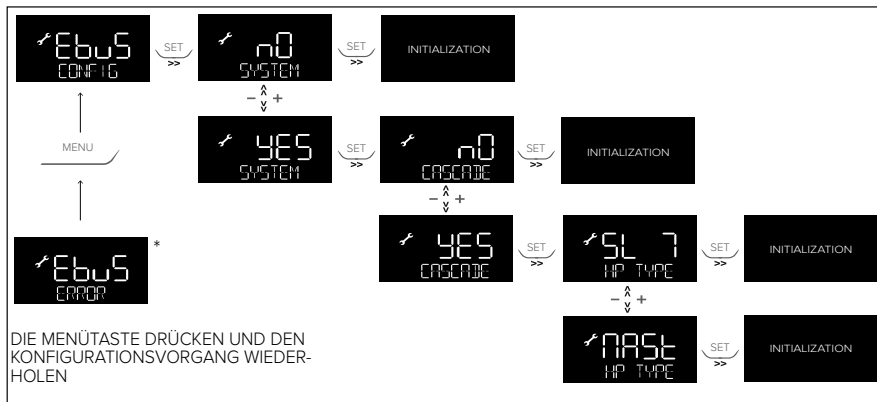 EbuS
CONFIG
SET
>>
nO
SYSTEM
SET
>>
INITIALIZATION
- +
MENU
YES
SYSTEM
SET
>>
nO
CASCADE
SET
>>
INITIALIZATION
- +
EbuS
ERROR
*
YES
CASCADE
SET
>>
SL 7
HP TYPE
SET
>>
INITIALIZATION
- +
DIE MENÜTASTE DRÜCKEN UND DEN
KONFIGURATIONSVORGANG WIEDER-
HOLEN
MASt
HP TYPE
SET
>>
INITIALIZATION